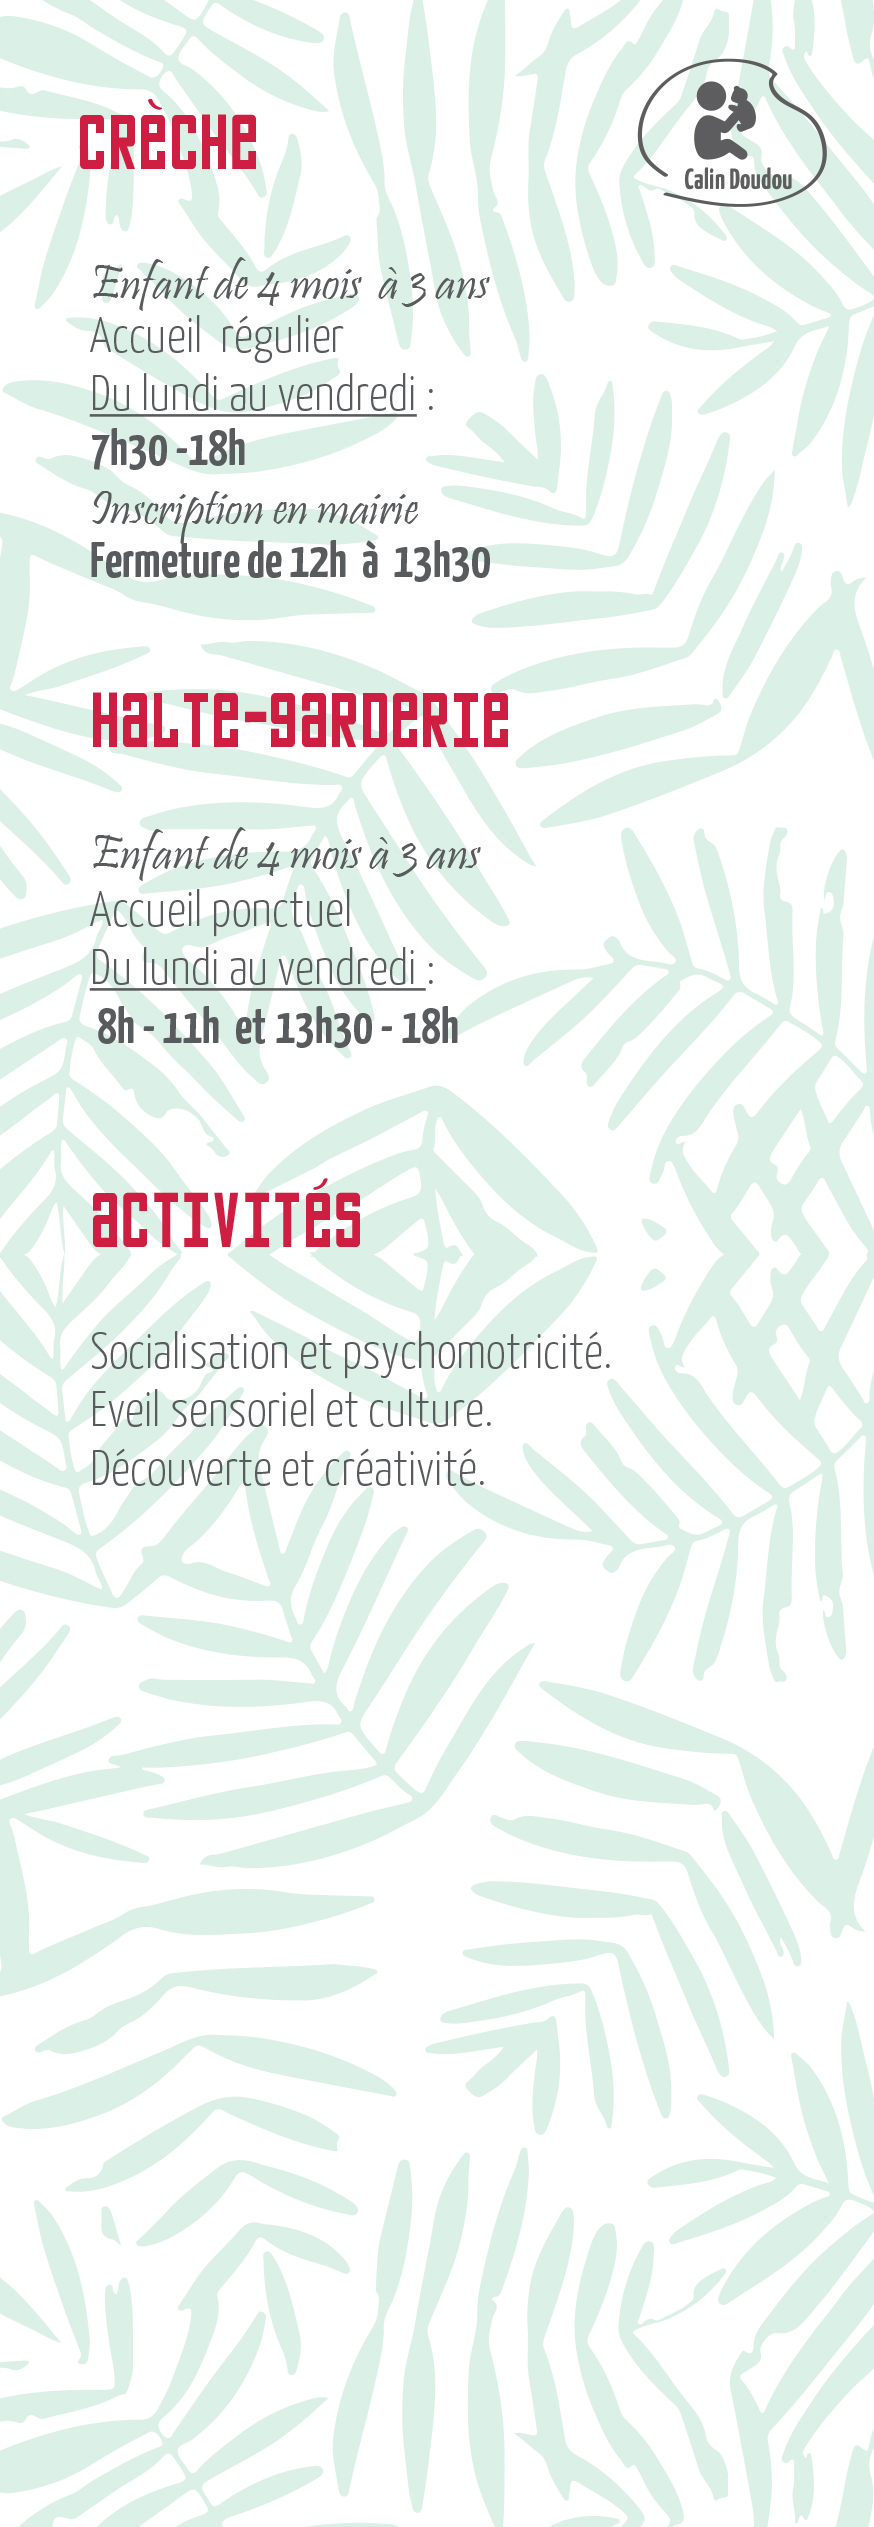 CRÈCHE
Calin Doudou
Enfant de 4 mois à 3 ans
Accueil régulier
Du lundi au vendredi :
7h30 -18h
Inscription en mairie
Fermeture de 12h à 13h30
HALTE-GARDERIE
Enfant de 4 mois à 3 ans
Accueil ponctuel
Du lundi au vendredi :
8h - 11h et 13h30 - 18h
ACTIVITÉS
Socialisation et psychomotricité.
Eveil sensoriel et culture.
Découverte et créativité.